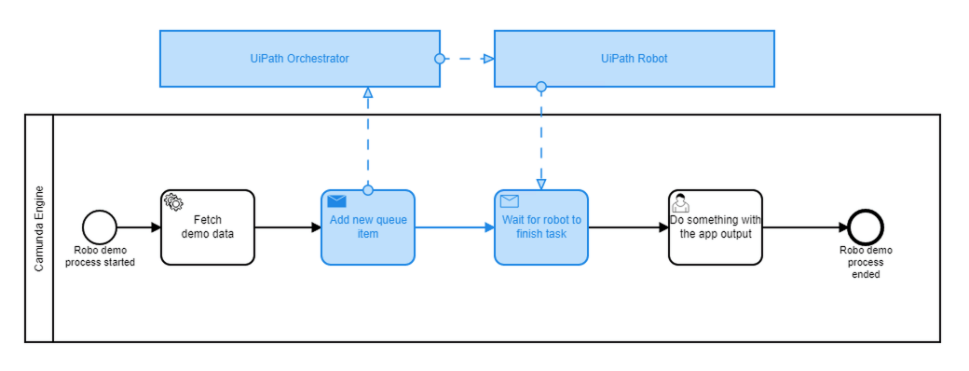 UiPath Orchestrator
UiPath Robot
Camunda Engine
Robo demo
process started
Fetch
demo data
Add new queue
item
Wait for robot to
finish task
Do something with
the app output
Robo demo
process
ended